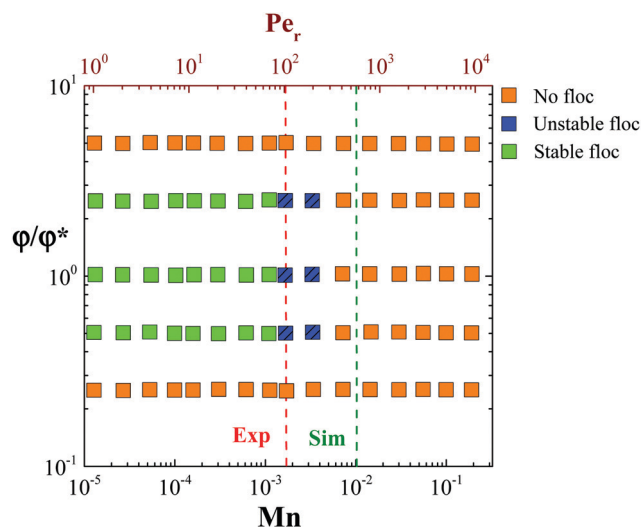 Pe_r
10^0 10^1 10^2 10^3 10^4
10^1
No floc
Unstable floc
Stable floc
φ/φ*
10^0
Exp Sim
10^-1
10^-5 10^-4 10^-3 10^-2 10^-1
Mn